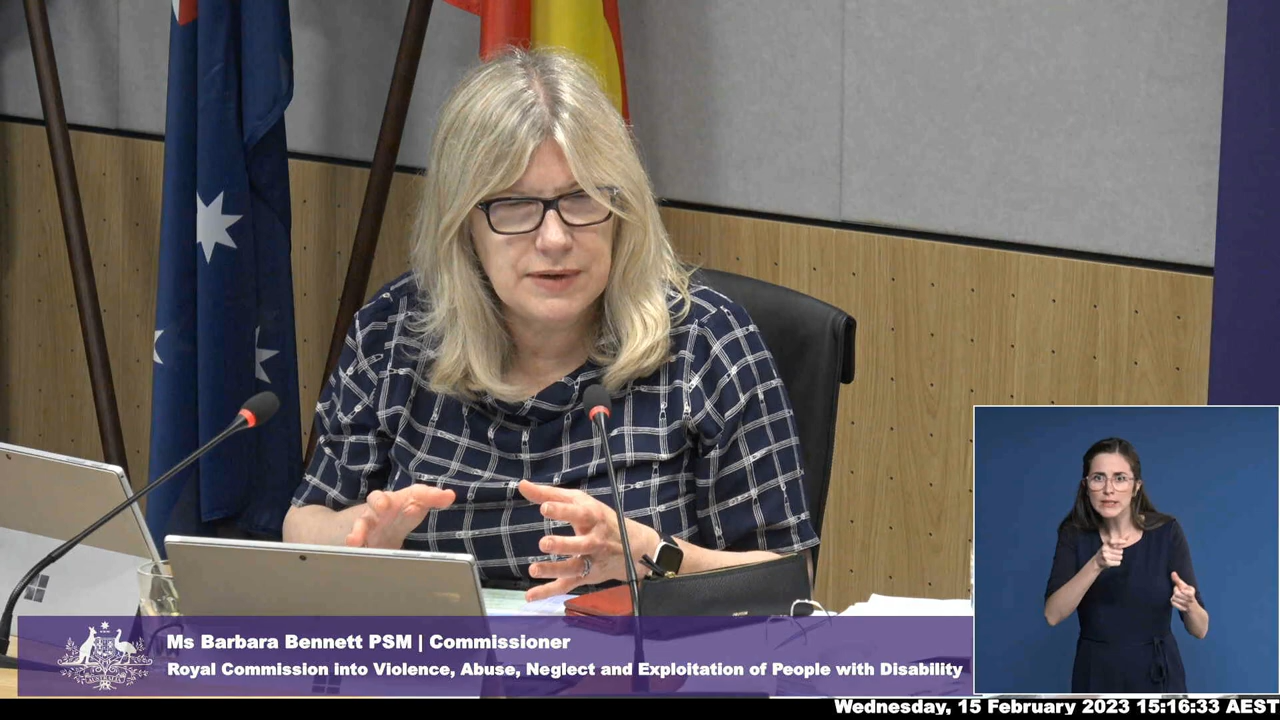 Ms Barbara Bennett PSM | Commissioner
Royal Commission into Violence, Abuse, Neglect and Exploitation of People with Disability
Wednesday, 15 February 2023 15:16:33 AEST